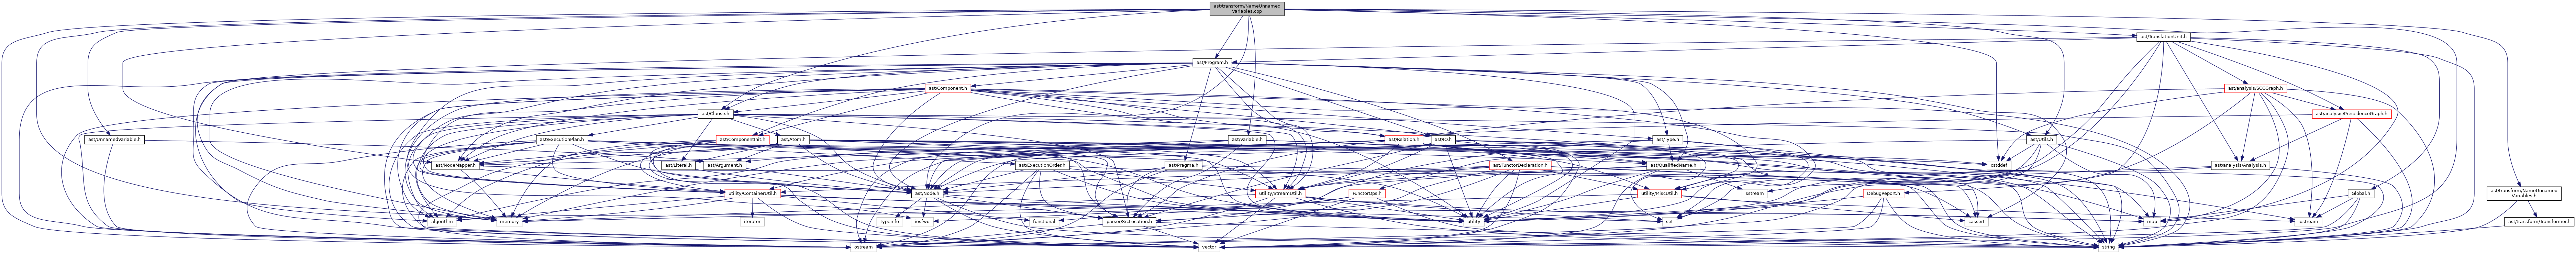 ast/transform/NameUnnamed
Variables.cpp
ast/TranslationUnit.h
ast/Program.h
ast/Component.h
ast/analysis/SCCGraph.h
ast/Clause.h
ast/analysis/PrecedenceGraph.h
ast/UnnamedVariable.h
ast/ExecutionPlan.h
ast/ComponentInit.h
ast/Atom.h
ast/Variable.h
ast/Relation.h
ast/IO.h
ast/Type.h
ast/Utils.h
ast/NodeMapper.h
ast/Literal.h
ast/Argument.h
ast/ExecutionOrder.h
ast/Pragma.h
ast/FunctorDeclaration.h
ast/QualifiedName.h
cstddef
ast/analysis/Analysis.h
utility/ContainerUtil.h
ast/Node.h
utility/StreamUtil.h
FunctorOps.h
utility/MiscUtil.h
sstream
DebugReport.h
Global.h
ast/transform/NameUnnamed
Variables.h
algorithm
memory
iterator
typeinfo
iosfwd
functional
parser/SrcLocation.h
utility
set
cassert
map
iostream
ast/transform/Transformer.h
ostream
vector
string